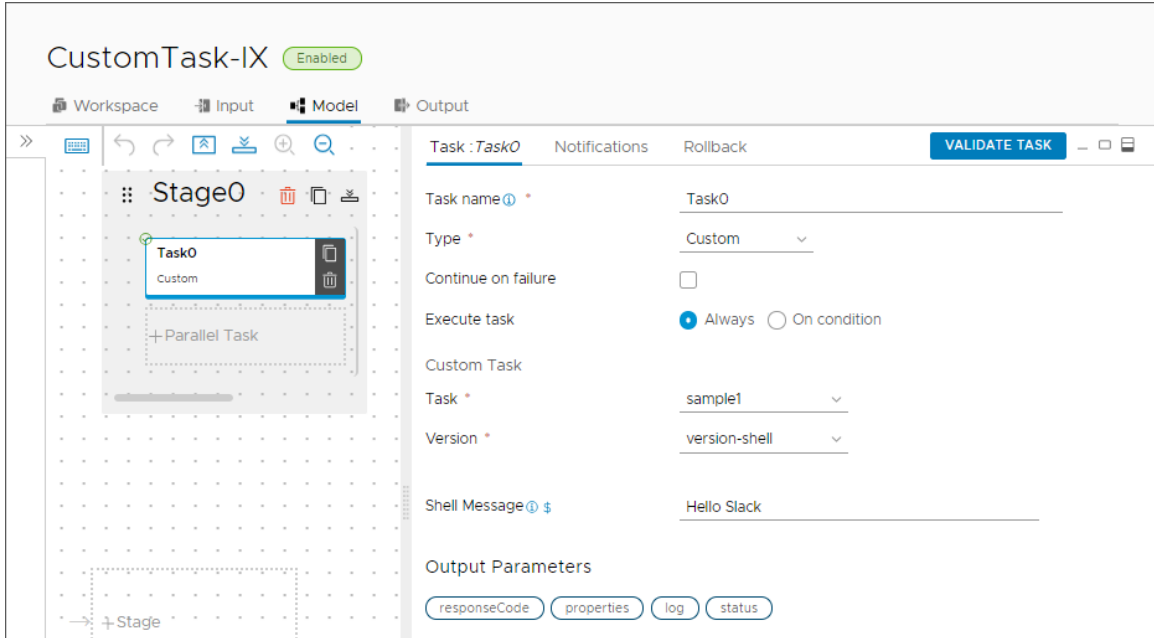 CustomTask-IX Enabled
Workspace Input Model Output
Task :Task0 Notifications Rollback VALIDATE TASK
Stage0
Task0
Custom
+Parallel Task
+Stage
Task name *
Task0
Type *
Custom
Continue on failure
Execute task
Always On condition
Custom Task
Task *
sample1
Version *
version-shell
Shell Message $
Hello Slack
Output Parameters
responseCode properties log status